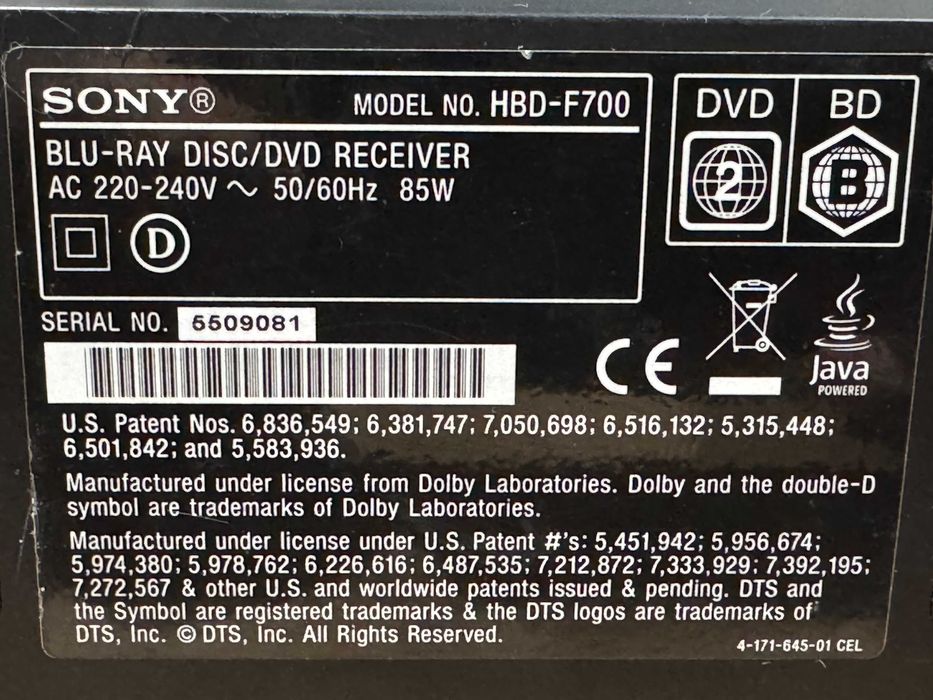 SONY® MODEL NO. HBD-F700
BLU-RAY DISC/DVD RECEIVER
AC 220-240V ~ 50/60Hz 85W
D
DVD BD
2 B
SERIAL NO. 5509081
CE
Java
POWERED
U.S. Patent Nos. 6,836,549; 6,381,747; 7,050,698; 6,516,132; 5,315,448;
6,501,842; and 5,583,936.
Manufactured under license from Dolby Laboratories. Dolby and the double-D
symbol are trademarks of Dolby Laboratories.
Manufactured under license under U.S. Patent #'s: 5,451,942; 5,956,674;
5,974,380; 5,978,762; 6,226,616; 6,487,535; 7,212,872; 7,333,929; 7,392,195;
7,272,567 & other U.S. and worldwide patents issued & pending. DTS and
the Symbol are registered trademarks & the DTS logos are trademarks of
DTS, Inc. © DTS, Inc. All Rights Reserved.
4-171-645-01 CEL